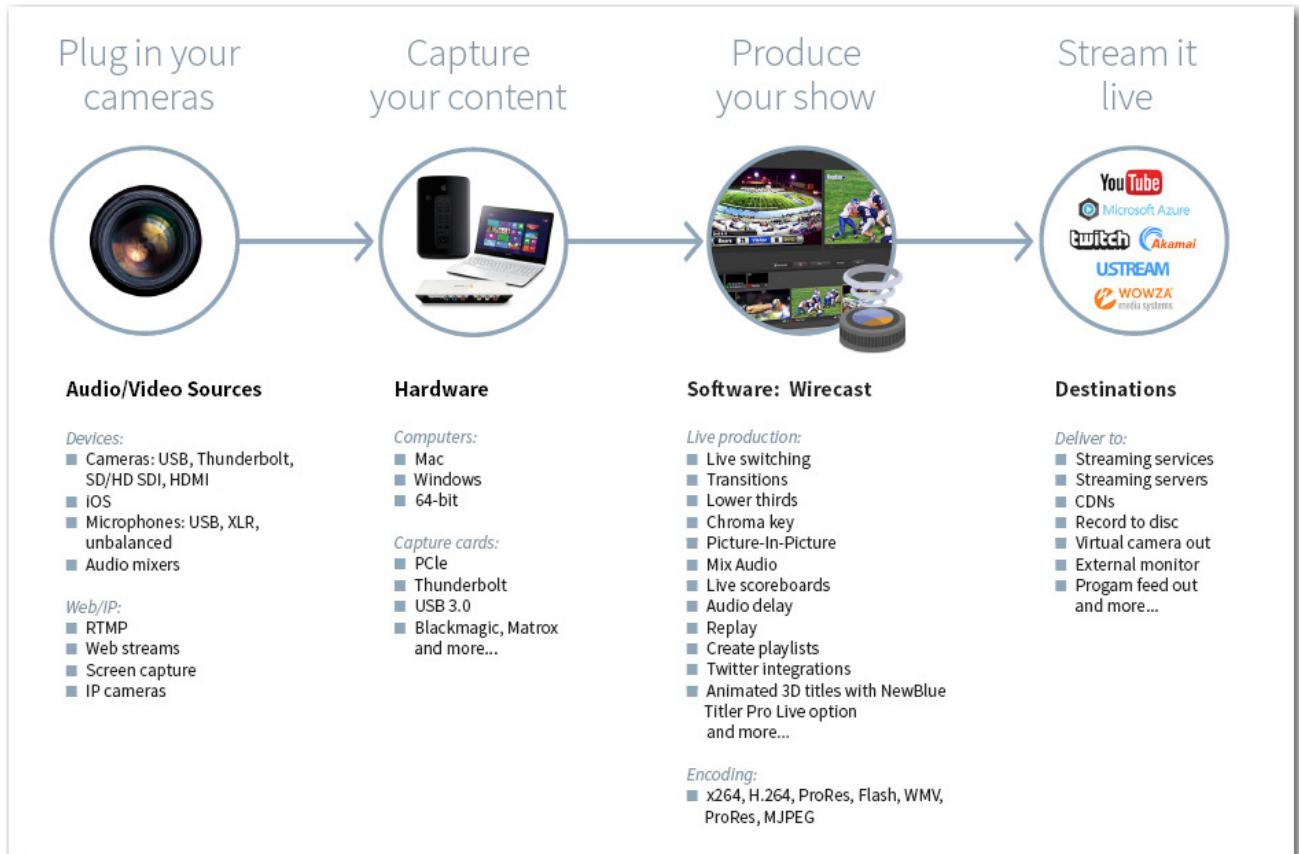 Plug in your
cameras
Capture
your content
Produce
your show
Stream it
live
YouTube
Microsoft Azure
twitch
Akamai
USTREAM
WOWZA
media systems
Audio/Video Sources
Devices:
Cameras: USB, Thunderbolt,
SD/HD SDI, HDMI
iOS
Microphones: USB, XLR,
unbalanced
Audio mixers
Web/IP:
RTMP
Web streams
Screen capture
IP cameras
Hardware
Computers:
Mac
Windows
64-bit
Capture cards:
PCIe
Thunderbolt
USB 3.0
Blackmagic, Matrox
and more...
Software: Wirecast
Live production:
Live switching
Transitions
Lower thirds
Chroma key
Picture-In-Picture
Mix Audio
Live scoreboards
Audio delay
Replay
Create playlists
Twitter integrations
Animated 3D titles with NewBlue
Titler Pro Live option
and more...
Encoding:
x264, H.264, ProRes, Flash, WMV,
ProRes, MJPEG
Destinations
Deliver to:
Streaming services
Streaming servers
CDNs
Record to disc
Virtual camera out
External monitor
Progam feed out
and more...